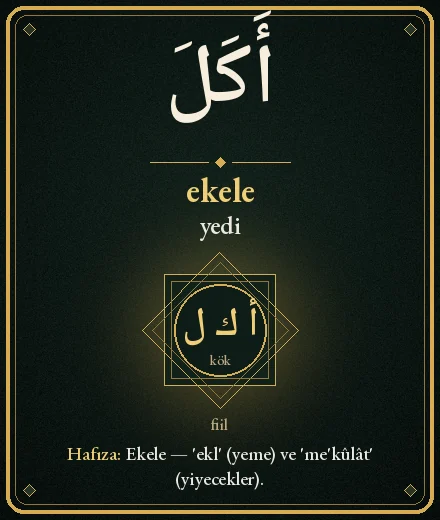 أَكَلَ
ekele
yedi
أ ك ل
kök
fiil
Hafıza: Ekele — 'ekl' (yeme) ve 'me'kûlât'
(yiyecekler).